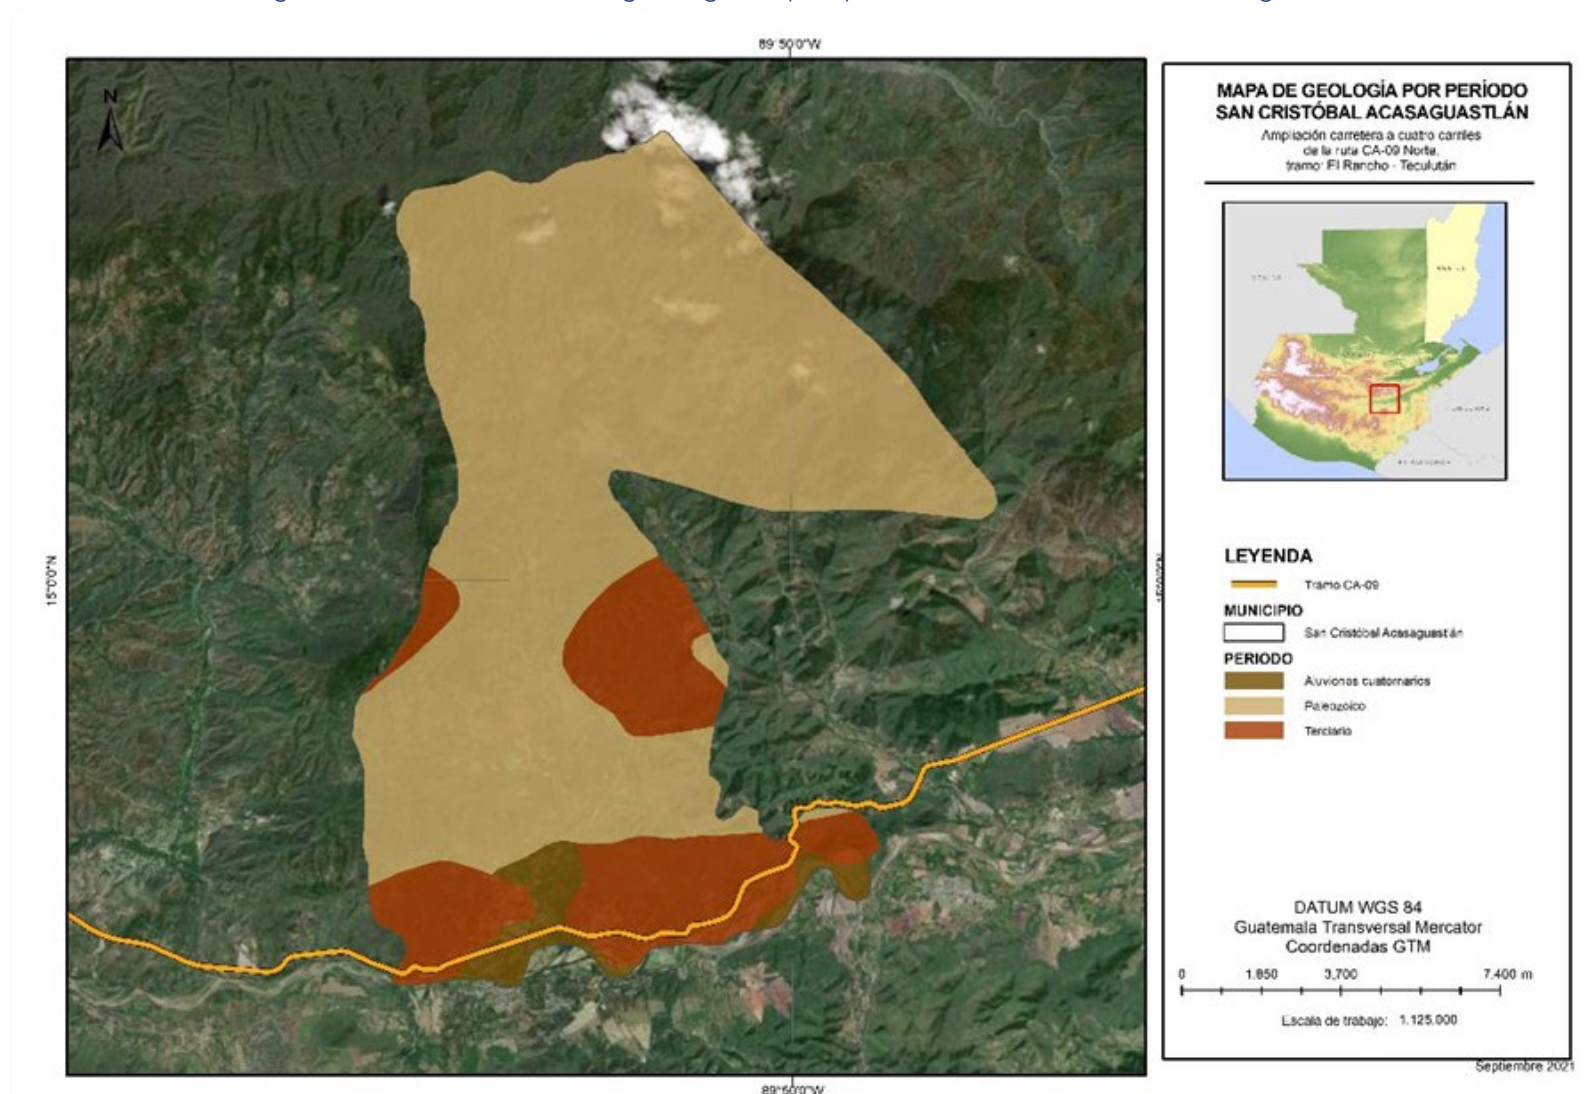 89°50'0"W
N
15°0'0"N
MAPA DE GEOLOGÍA POR PERÍODO
SAN CRISTÓBAL ACASAGUASTLÁN
Ampliación carretera a cuatro carriles
de la ruta CA-09 Norte,
tramo: El Rancho - Teculután
LEYENDA
Tramo CA-09
MUNICIPIO
San Cristóbal Acasaguastlán
PERIODO
Aluviones cuaternarios
Paleozoico
Terciario
DATUM WGS 84
Guatemala Transversal Mercator
Coordenadas GTM
0 1.850 3,700 7.400 m
Escala de trabajo: 1.125.000
Septiembre 2021
89°50'0"W